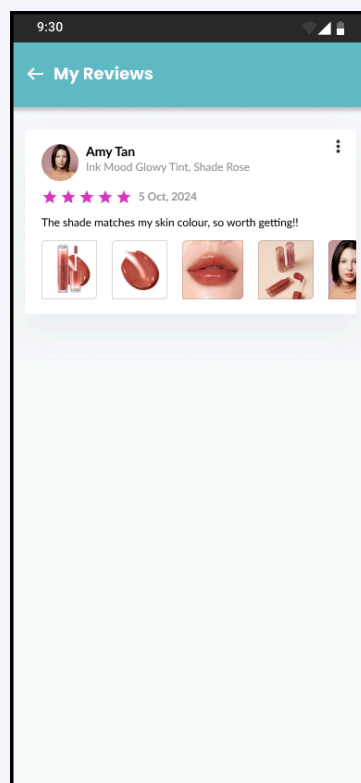 9:30
My Reviews
Amy Tan
Ink Mood Glowy Tint, Shade Rose
5 Oct, 2024
The shade matches my skin colour, so worth getting!!